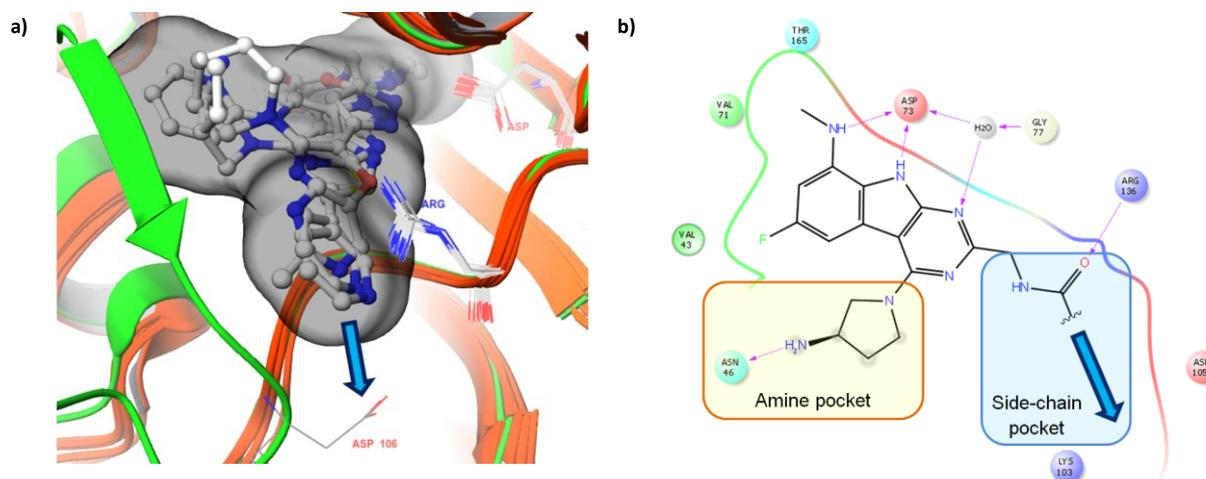 a)
ASP
ARG
ASP 106
b)
THR
165
VAL
71
ASP
73
H2O
GLY
77
ARG
136
VAL
43
NH
H
N
N
F
N
O
N
HN
H2N
ASN
46
Amine pocket
Side-chain
pocket
105
LYS
103